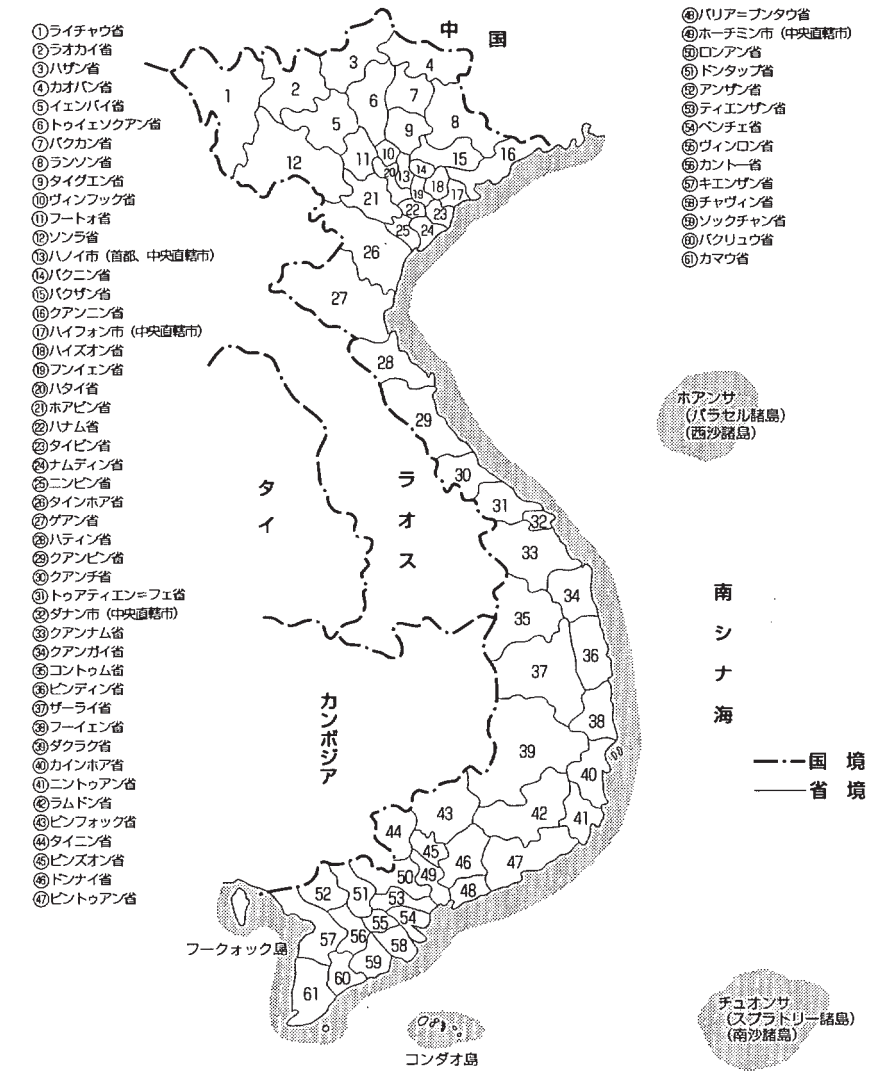 ①ライチャウ省
②ラオカイ省
③ハザン省
④カオバン省
⑤イェンバイ省
⑥トゥイェソクアン省
⑦バクカン省
⑧ランソン省
⑨タイグエン省
⑩ヴィンフック省
⑪フートォ省
⑫ソンラ省
⑬ハノイ市（首都、中央直轄市）
⑭バクニン省
⑮バクザン省
⑯クアンニン省
⑰ハイフォン市（中央直轄市）
⑱ハイズオン省
⑲フンイェン省
⑳ハタイ省
㉑ホアビン省
㉒ハナム省
㉓タイビン省
㉔ナムディン省
㉕ニンビン省
㉖タインホア省
㉗ゲアン省
㉘ハティン省
㉙クアンビン省
㉚クアンチ省
㉛トゥアティエン＝フェ省
㉜ダナン市（中央直轄市）
㉝クアンナム省
㉞クアンガイ省
㉟コントゥム省
㊱ビンディン省
㊲ザーライ省
㊳フーイェン省
㊴ダクラク省
㊵カインホア省
㊶ニントゥアン省
㊷ラムドン省
㊸ビンフォック省
㊹タイニン省
㊺ビンズオン省
㊻ドンナイ省
㊼ビントゥアン省
㊽バリア＝ブンタウ省
㊾ホーチミン市（中央直轄市）
㊿ロンアン省
(51)ドンタップ省
(52)アンザン省
(53)ティエンザン省
(54)ベンチェ省
(55)ヴィンロン省
(56)カントー省
(57)キエンザン省
(58)チャヴィン省
(59)ソックチャン省
(60)バクリュウ省
(61)カマウ省
中国
1
2
3
4
5
6
7
8
9
10
11
12
13
14
15
16
17
18
19
20
21
22
23
24
25
26
27
28
29
30
31
32
33
34
35
36
37
38
39
40
41
42
43
44
45
46
47
48
49
50
51
52
53
54
55
56
57
58
59
60
61
タイ
ラオス
カンボジア
ホアンサ
（パラセル諸島）
（西沙諸島）
南シナ海
国境
省境
フークォック島
コンダオ島
チュオンサ
（スプラトリー諸島）
（南沙諸島）